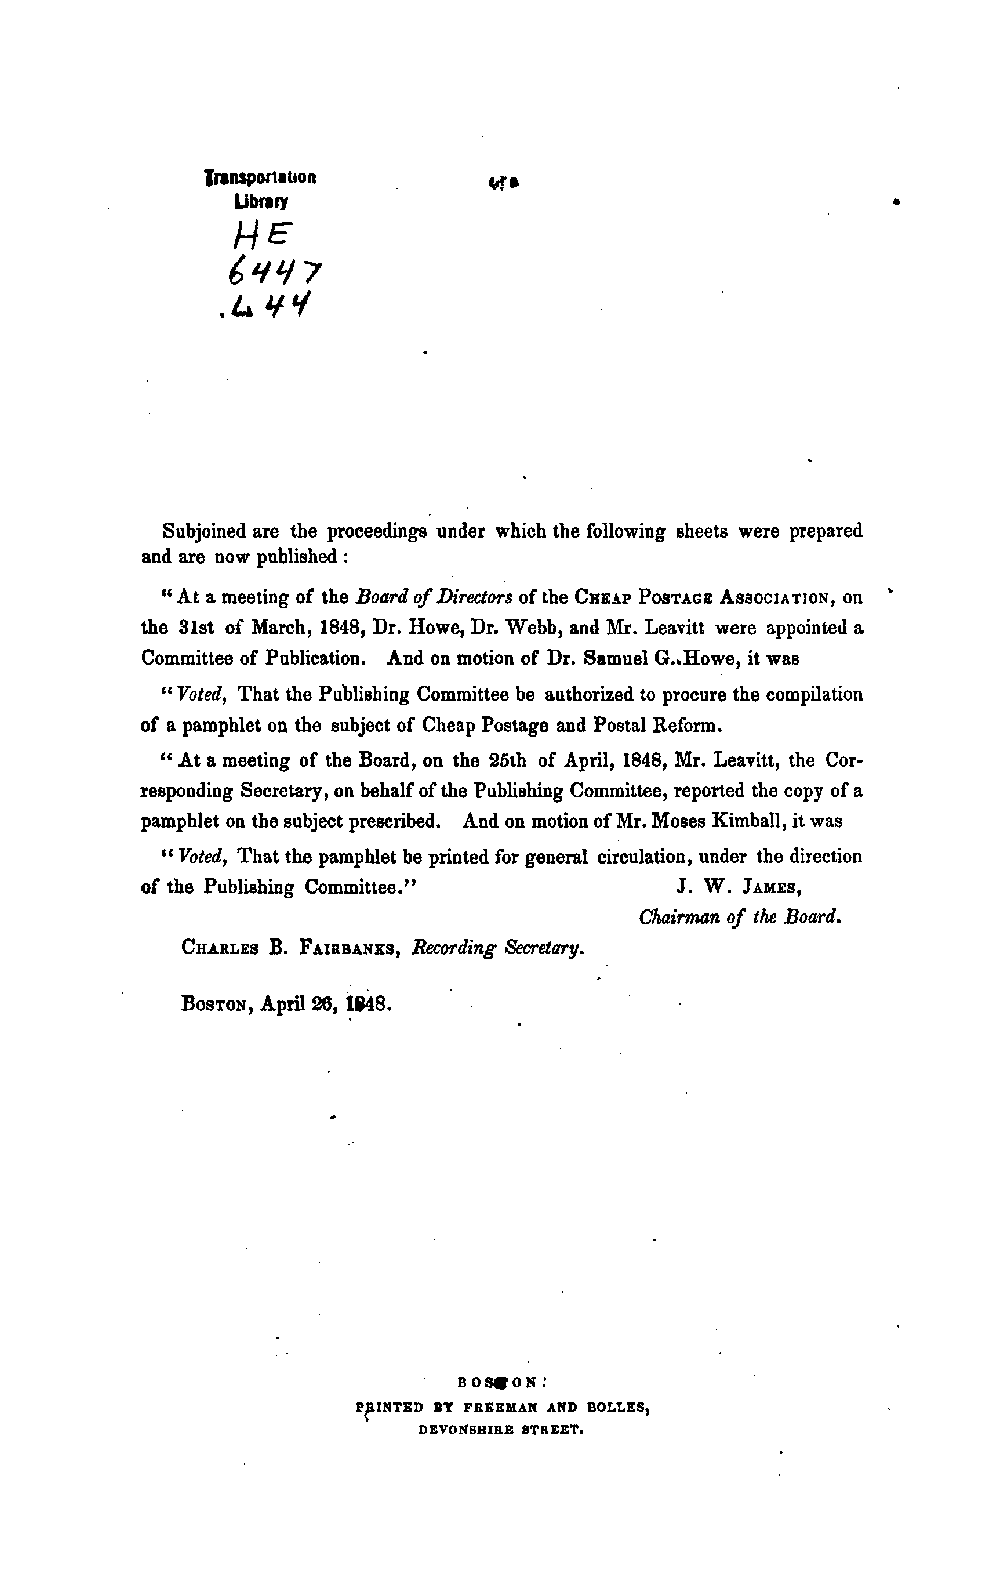 Transportation
Library
HE
6447
.L44
Subjoined are the proceedings under which the following sheets were prepared
and are now published :
"At a meeting of the Board of Directors of the CHEAP POSTAGE ASSOCIATION, on
the 31st of March, 1848, Dr. Howe, Dr. Webb, and Mr. Leavitt were appointed a
Committee of Publication. And on motion of Dr. Samuel G. Howe, it was
"Voted, That the Publishing Committee be authorized to procure the compilation
of a pamphlet on the subject of Cheap Postage and Postal Reform.
"At a meeting of the Board, on the 25th of April, 1848, Mr. Leavitt, the Cor-
responding Secretary, on behalf of the Publishing Committee, reported the copy of a
pamphlet on the subject prescribed. And on motion of Mr. Moses Kimball, it was
"Voted, That the pamphlet be printed for general circulation, under the direction
of the Publishing Committee." J. W. JAMES,
Chairman of the Board.
CHARLES B. FAIRBANKS, Recording Secretary.
BOSTON, April 26, 1848.
BOSTON:
PRINTED BY FREEMAN AND BOLLES,
DEVONSHIRE STREET.